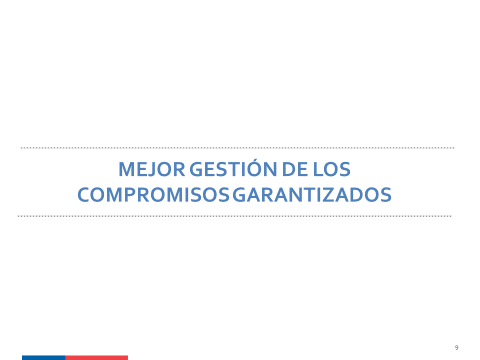 MEJOR GESTIÓN DE LOS
COMPROMISOS GARANTIZADOS
9